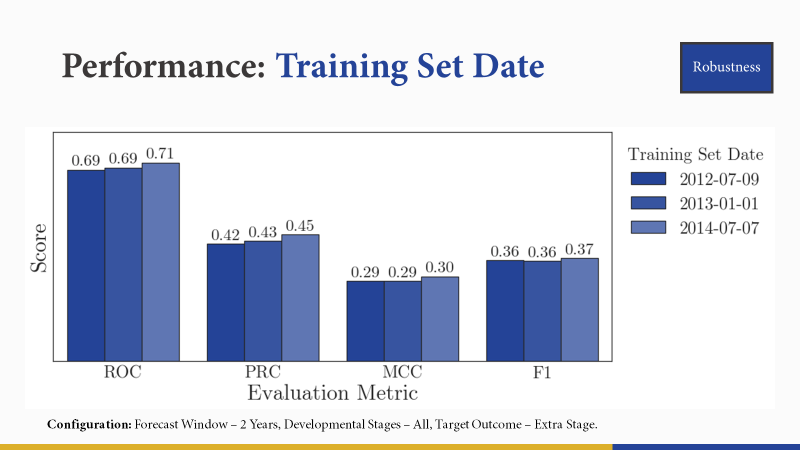 Performance: Training Set Date
Robustness
0.69 0.69 0.71
0.42 0.43 0.45
0.29 0.29 0.30
0.36 0.36 0.37
Score
ROC PRC MCC F1
Evaluation Metric
Training Set Date
2012-07-09
2013-01-01
2014-07-07
Configuration: Forecast Window – 2 Years, Developmental Stages – All, Target Outcome – Extra Stage.